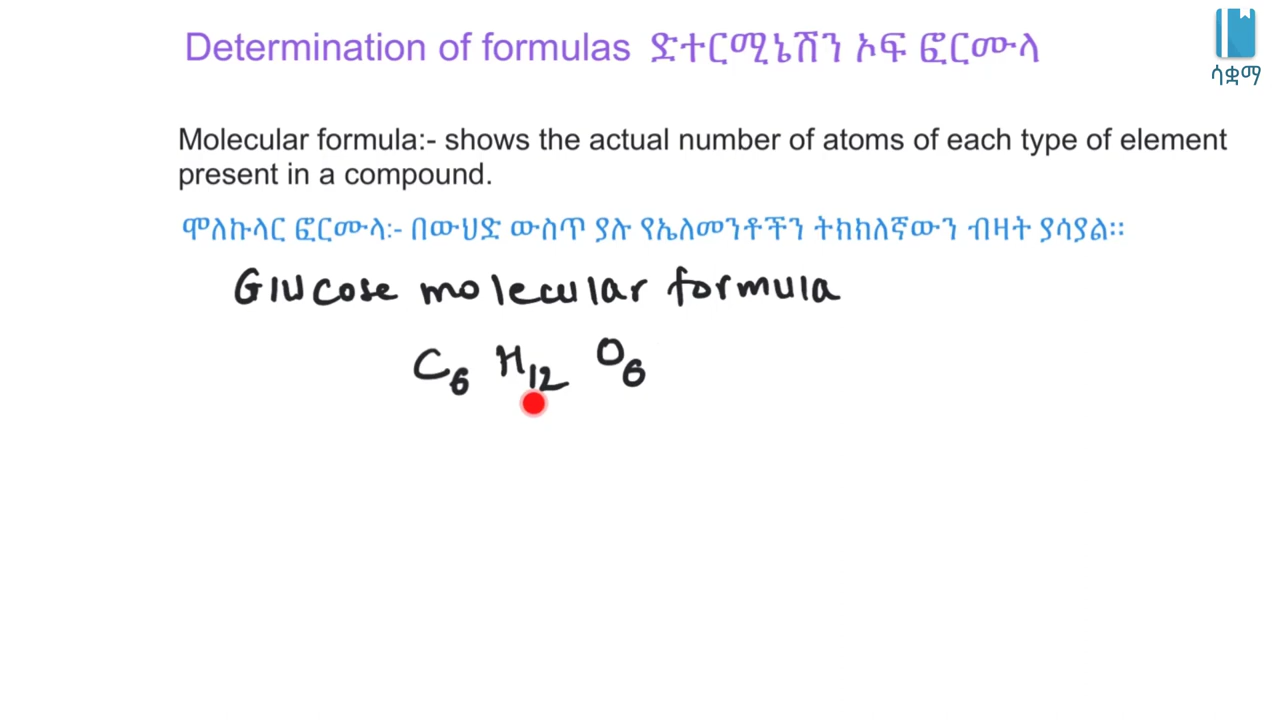 Determination of formulas ድተርሚኔሽን ኦፍ ፎርሙላ
ሳቋማ
Molecular formula:- shows the actual number of atoms of each type of element
present in a compound.
ሞለኩላር ፎርሙላ:- በውህድ ውስጥ ያሉ የኤለመንቶችን ትክክለኛውን ብዛት ያሳያል፡፡
Glucose molecular formula
C6 H12 O6